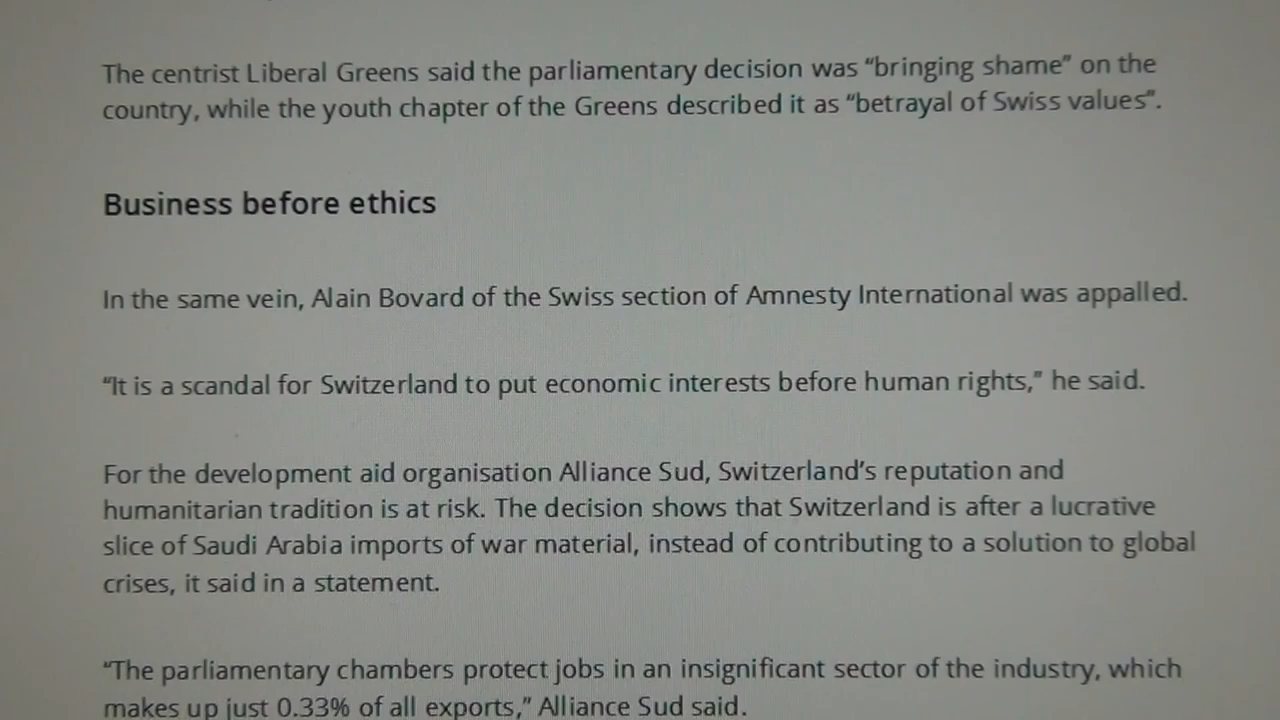 The centrist Liberal Greens said the parliamentary decision was “bringing shame” on the
country, while the youth chapter of the Greens described it as “betrayal of Swiss values”.
Business before ethics
In the same vein, Alain Bovard of the Swiss section of Amnesty International was appalled.
“It is a scandal for Switzerland to put economic interests before human rights,” he said.
For the development aid organisation Alliance Sud, Switzerland’s reputation and
humanitarian tradition is at risk. The decision shows that Switzerland is after a lucrative
slice of Saudi Arabia imports of war material, instead of contributing to a solution to global
crises, it said in a statement.
“The parliamentary chambers protect jobs in an insignificant sector of the industry, which
makes up just 0.33% of all exports,” Alliance Sud said.